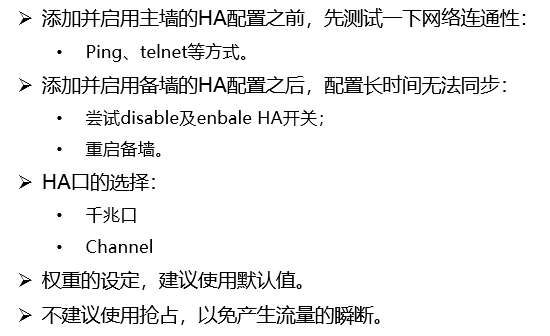 ➢ 添加并启用主墙的HA配置之前，先测试一下网络连通性：
• Ping、telnet等方式。
➢ 添加并启用备墙的HA配置之后，配置长时间无法同步：
• 尝试disable及enbale HA开关；
• 重启备墙。
➢ HA口的选择：
• 千兆口
• Channel
➢ 权重的设定，建议使用默认值。
➢ 不建议使用抢占，以免产生流量的瞬断。